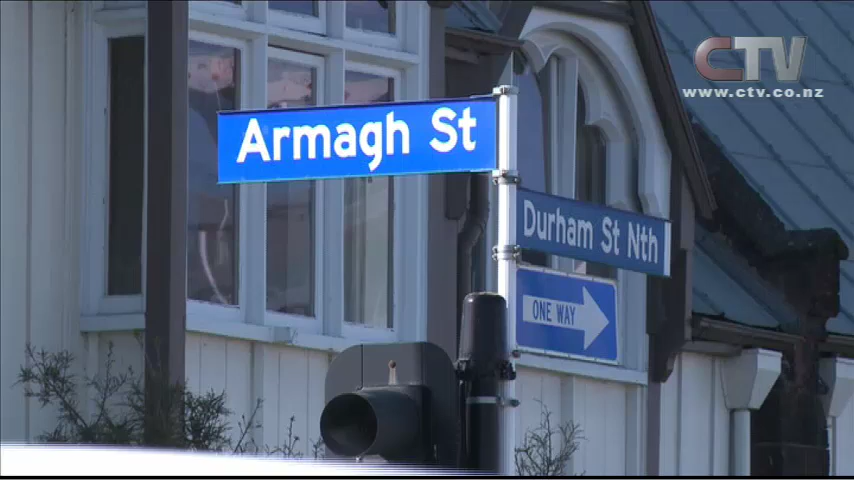 CTV
www.ctv.co.nz
Armagh St
Durham St Nth
ONE WAY